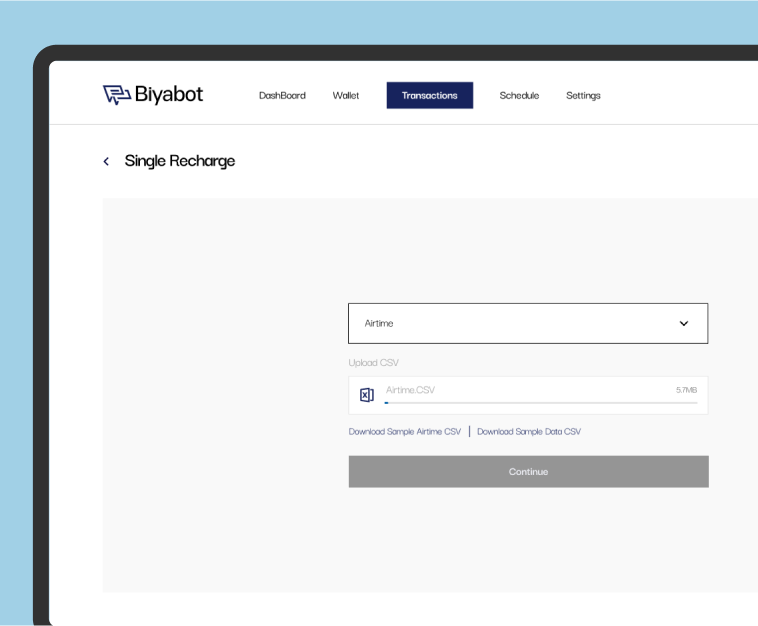 Biyabot
DashBoard Wallet Transactions Schedule Settings
Single Recharge
Airtime
Upload CSV
Airtime.CSV 5.7MB
Download Sample Airtime CSV | Download Sample Data CSV
Continue